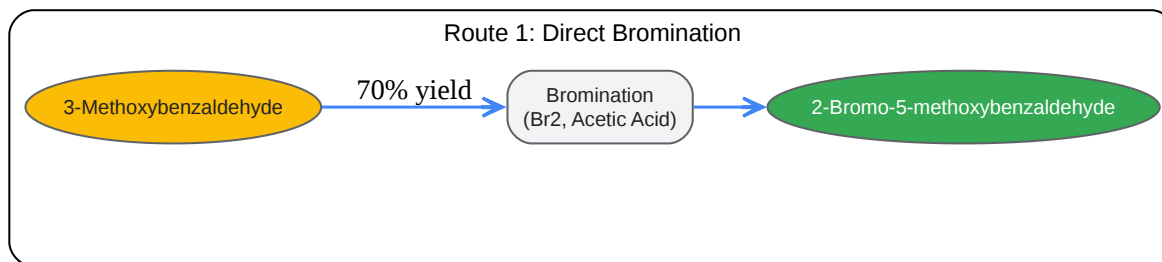 Route 1: Direct Bromination
3-Methoxybenzaldehyde
70% yield
Bromination
(Br2, Acetic Acid)
2-Bromo-5-methoxybenzaldehyde